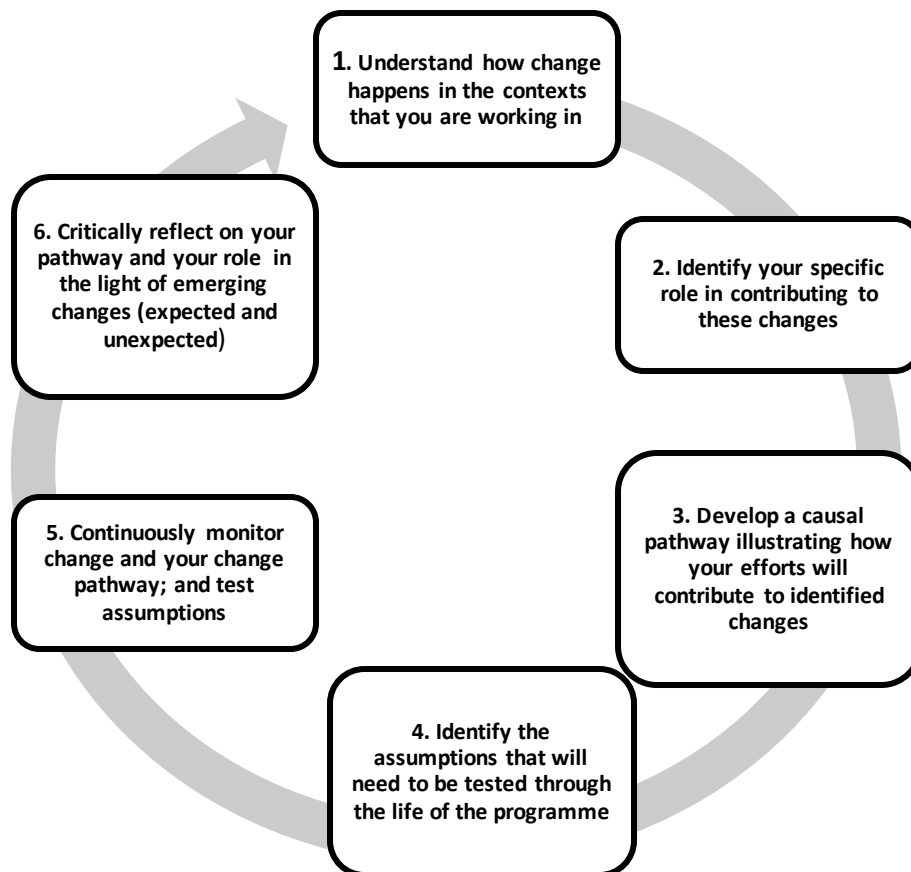 1. Understand how change
happens in the contexts
that you are working in
2. Identify your specific
role in contributing to
these changes
3. Develop a causal
pathway illustrating how
your efforts will
contribute to identified
changes
4. Identify the
assumptions that will
need to be tested through
the life of the programme
5. Continuously monitor
change and your change
pathway; and test
assumptions
6. Critically reflect on your
pathway and your role in
the light of emerging
changes (expected and
unexpected)